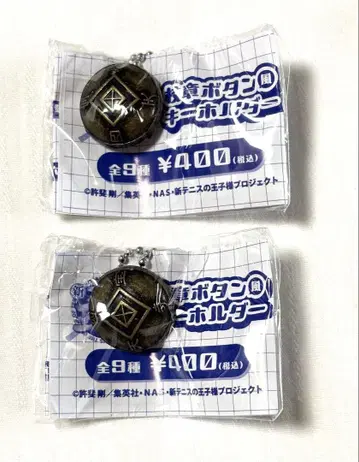 章ボタン風
キーホルダー
全9種 ¥400(税込)
©許斐 剛/集英社・NAS・新テニスの王子様プロジェクト
新
章ボタン風
ーホルダー
全9種 ¥400(税込)
©許斐 剛/集英社・NAS・新テニスの王子様プロジェクト